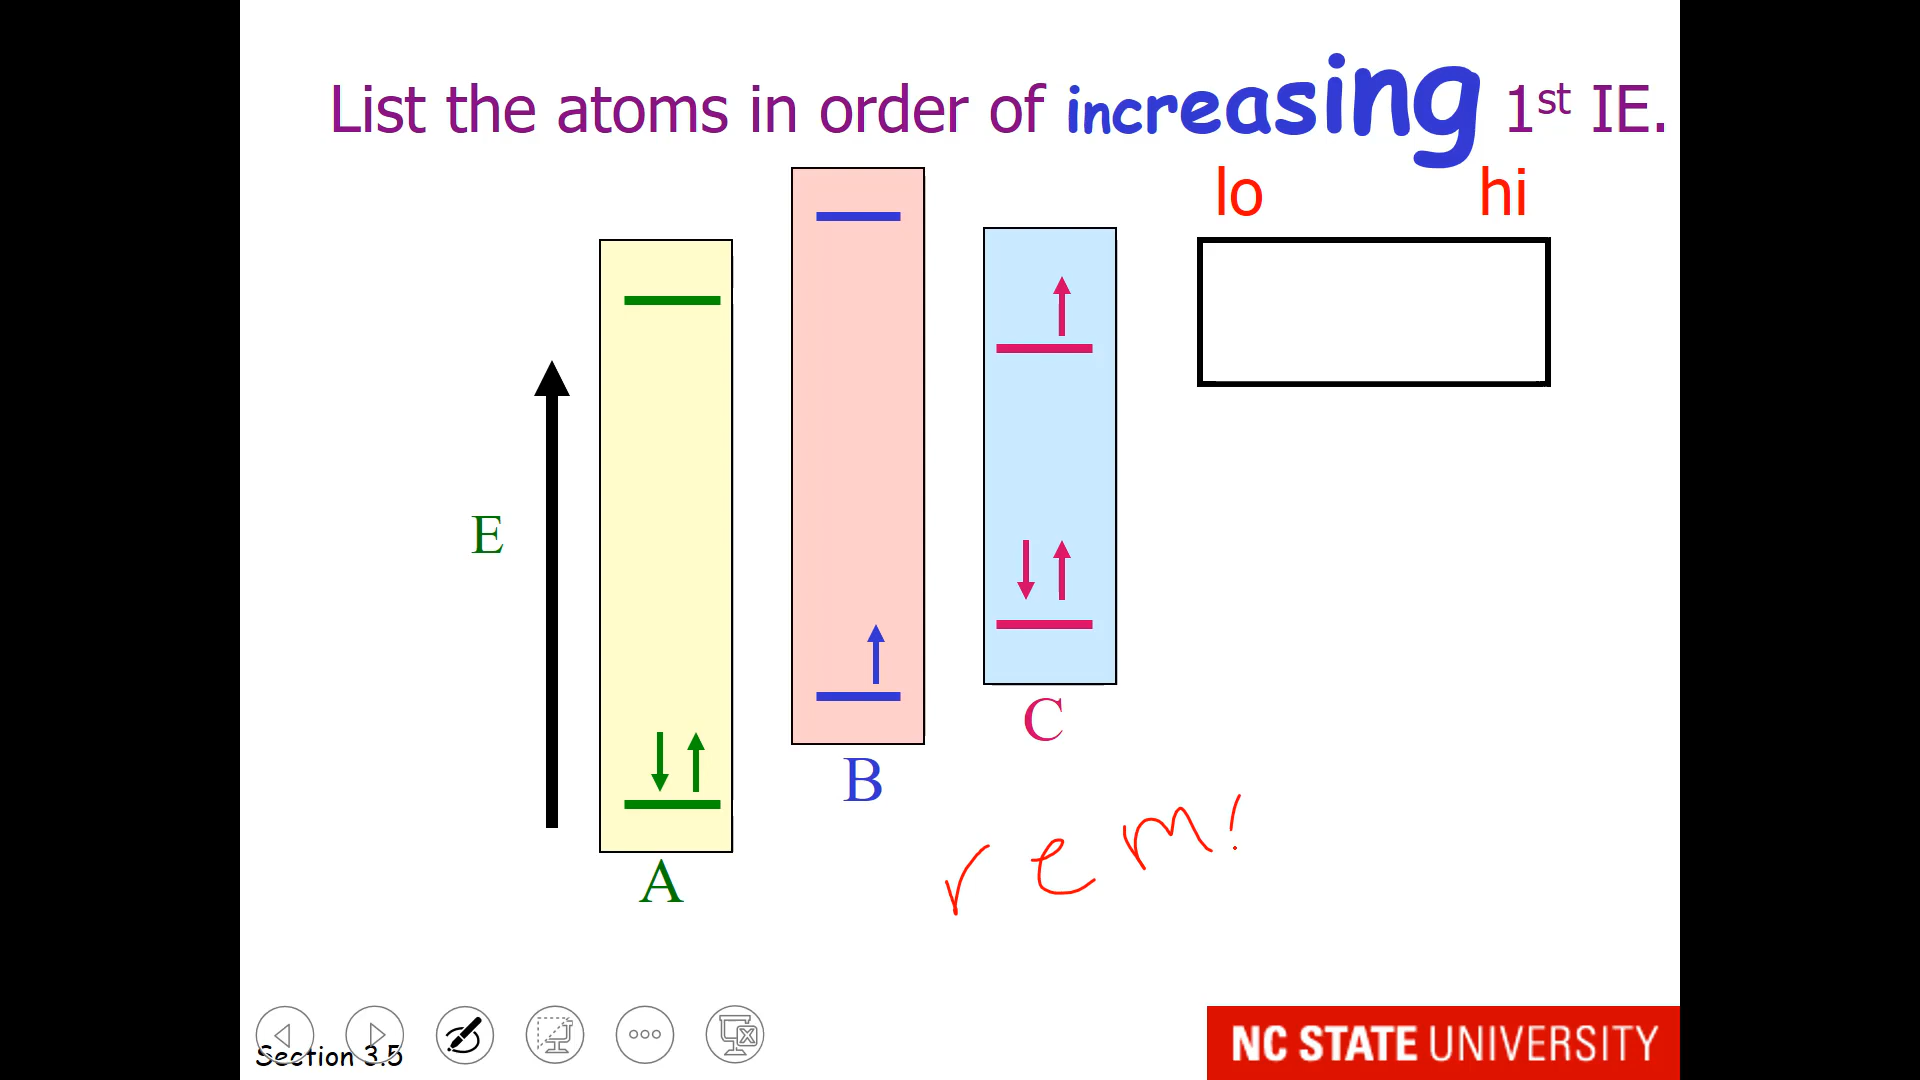 List the atoms in order of increasing 1st IE.
lo hi
E
A
B
C
rem!
Section 3.5
NC STATE UNIVERSITY